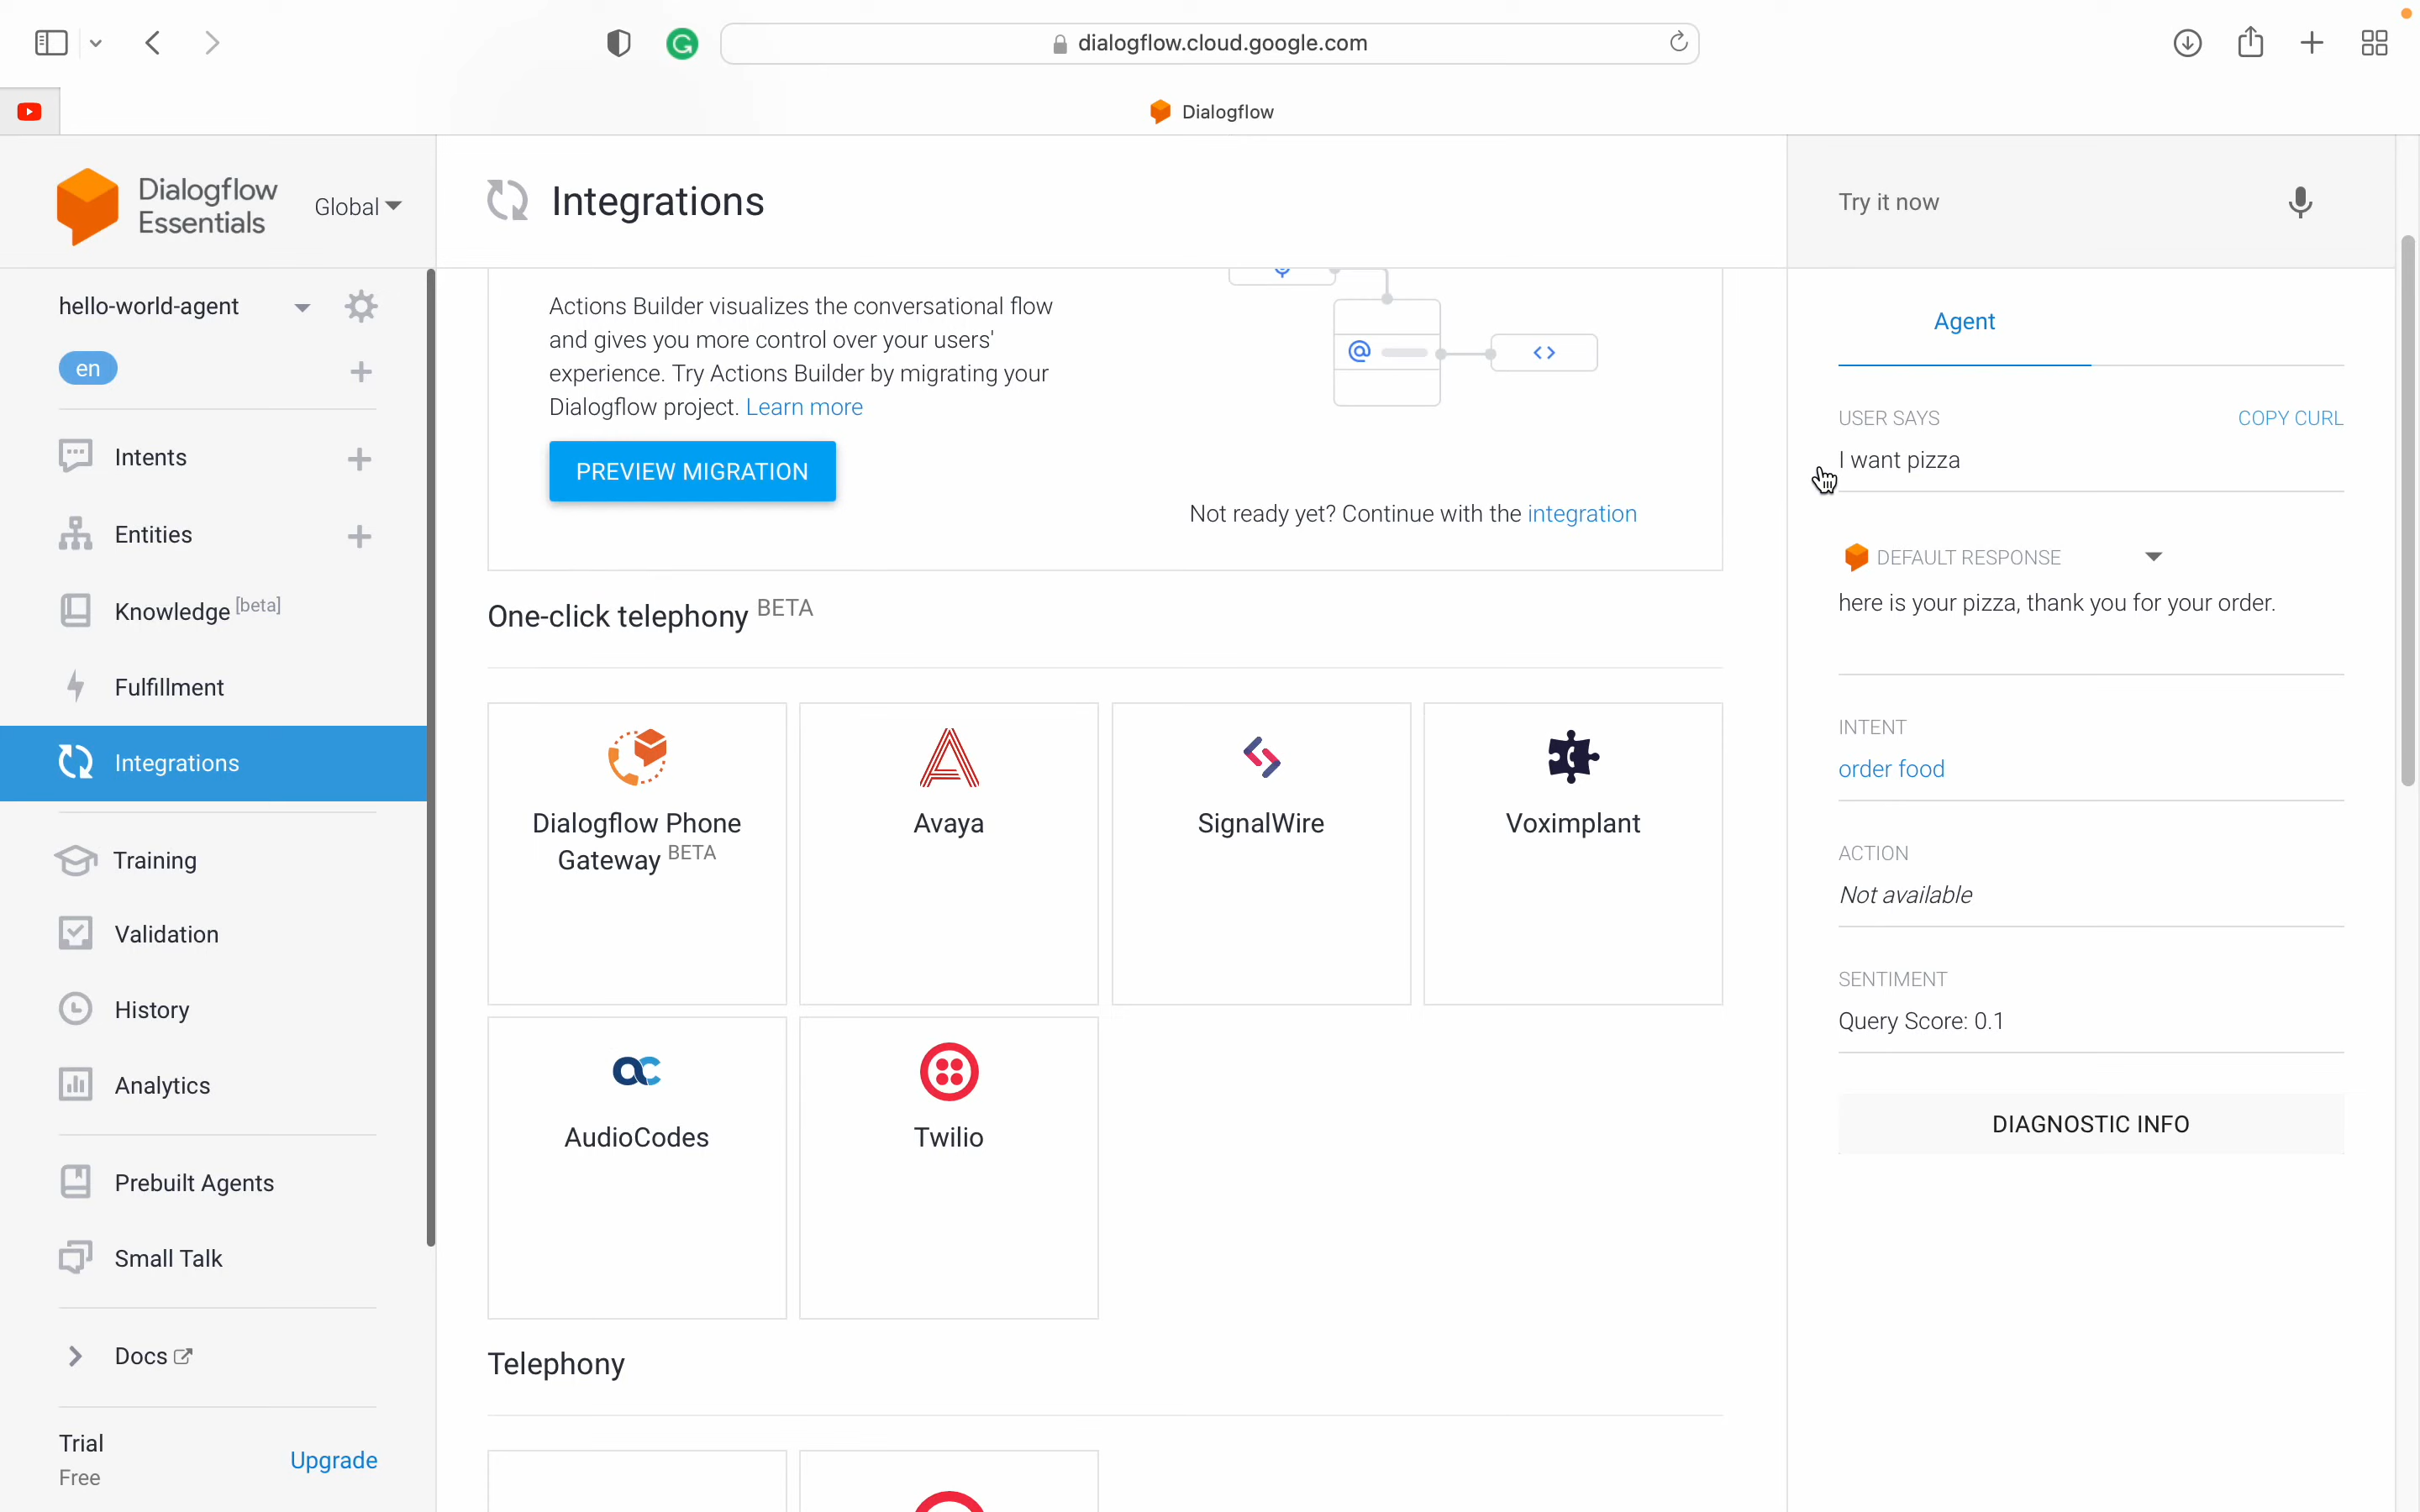 dialogflow.cloud.google.com
Dialogflow
Dialogflow
Essentials
Global
hello-world-agent
en
Intents
Entities
Knowledge [beta]
Fulfillment
Integrations
Training
Validation
History
Analytics
Prebuilt Agents
Small Talk
Docs
Trial
Free
Upgrade
Integrations
Actions Builder visualizes the conversational flow
and gives you more control over your users'
experience. Try Actions Builder by migrating your
Dialogflow project. Learn more
PREVIEW MIGRATION
Not ready yet? Continue with the integration
One-click telephony BETA
Dialogflow Phone
Gateway BETA
Avaya
SignalWire
Voximplant
AudioCodes
Twilio
Telephony
Try it now
Agent
USER SAYS
COPY CURL
I want pizza
DEFAULT RESPONSE
here is your pizza, thank you for your order.
INTENT
order food
ACTION
Not available
SENTIMENT
Query Score: 0.1
DIAGNOSTIC INFO